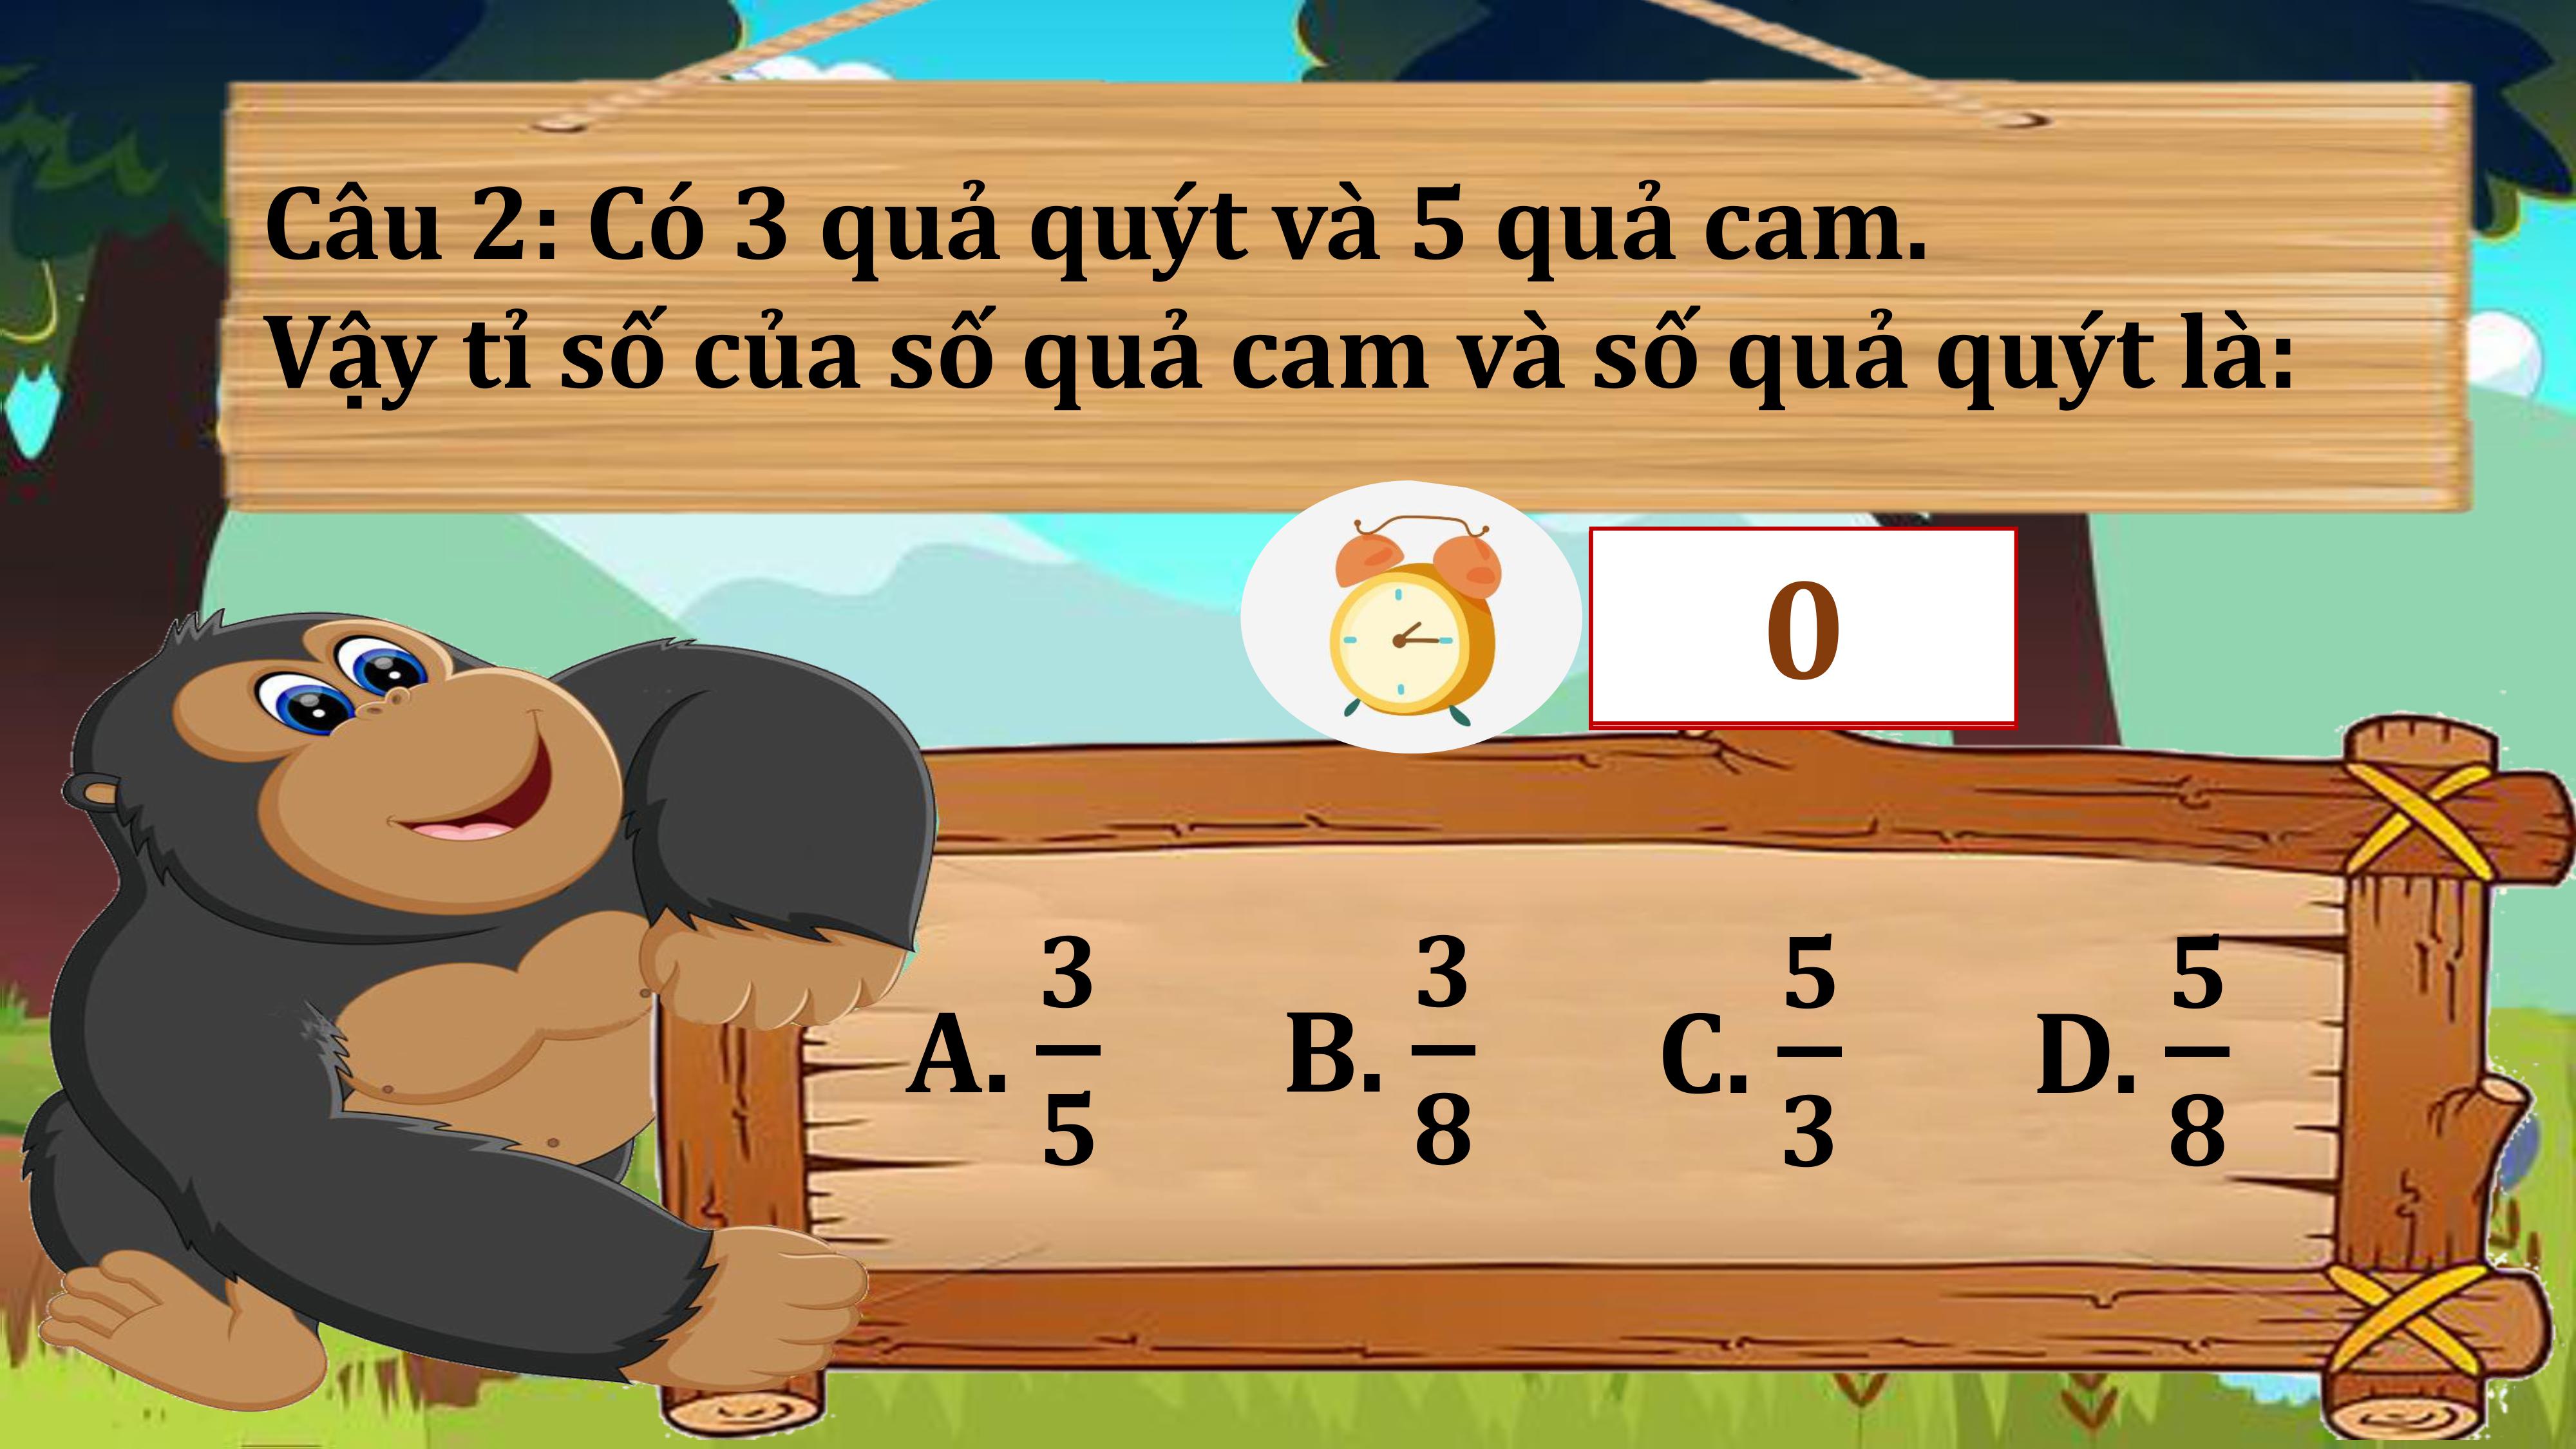 Câu 2: Có 3 quả quýt và 5 quả cam.
Vậy tỉ số của số quả cam và số quả quýt là:
0
A. 3/5 B. 3/8 C. 5/3 D. 5/8